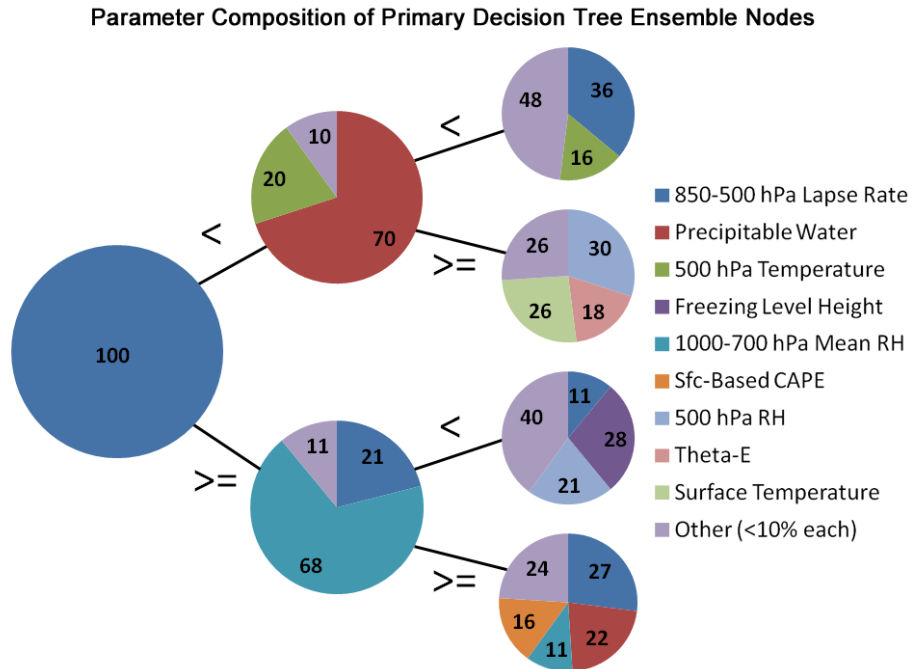 Parameter Composition of Primary Decision Tree Ensemble Nodes
100
<
>=
10
20
70
11
21
68
<
>=
<
>=
48
36
16
26
30
26
18
11
40
28
21
24
27
16
11
22
850-500 hPa Lapse Rate
Precipitable Water
500 hPa Temperature
Freezing Level Height
1000-700 hPa Mean RH
Sfc-Based CAPE
500 hPa RH
Theta-E
Surface Temperature
Other (<10% each)